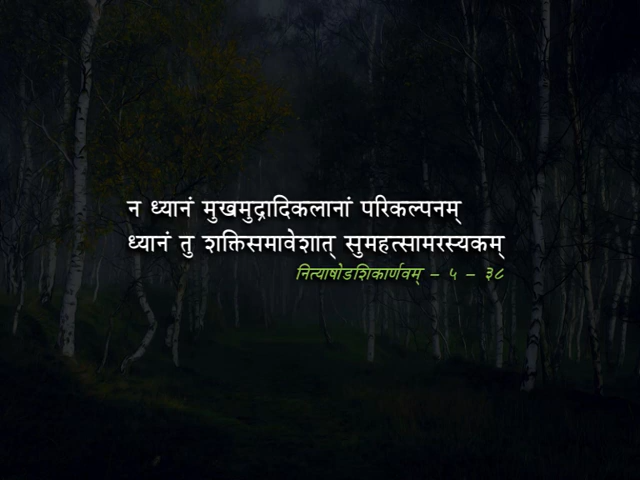 न ध्यानं मुखमुद्रादिकलानां परिकल्पनम्
ध्यानं तु शक्तिसमावेशात् सुमहत्सामरस्यकम्
नित्याषोडशिकार्णवम् – ५ – ३८